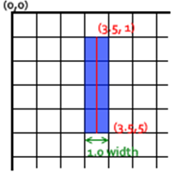 (0,0)
(3.5, 1)
(3.5,5)
1.0 width